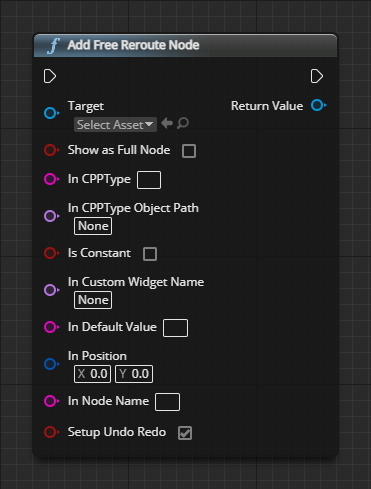 f Add Free Reroute Node
Target Return Value
Select Asset
Show as Full Node
In CPPType
In CPPType Object Path
None
Is Constant
In Custom Widget Name
None
In Default Value
In Position
X 0.0 Y 0.0
In Node Name
Setup Undo Redo